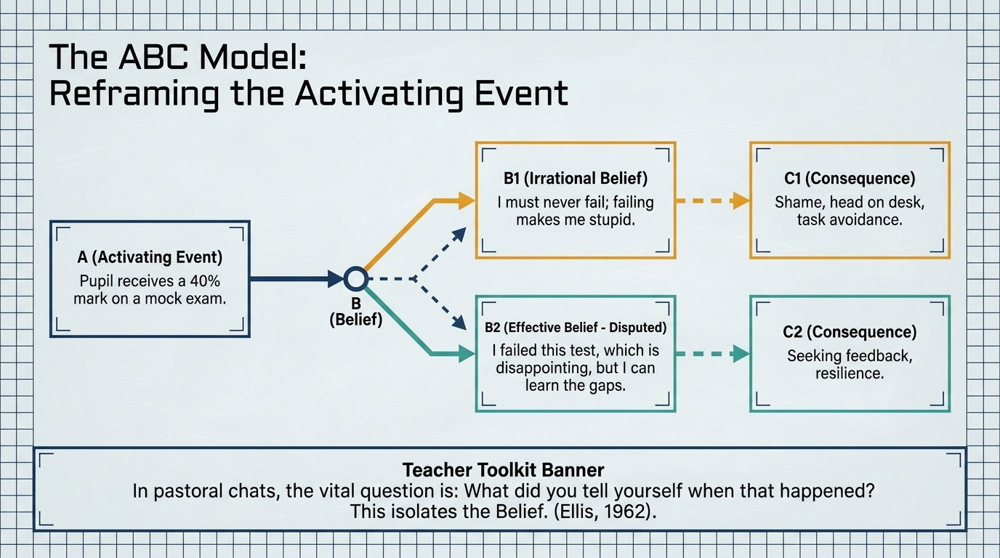 The ABC Model:
Reframing the Activating Event
A (Activating Event)
Pupil receives a 40%
mark on a mock exam.
B
(Belief)
B1 (Irrational Belief)
I must never fail; failing
makes me stupid.
C1 (Consequence)
Shame, head on desk,
task avoidance.
B2 (Effective Belief - Disputed)
I failed this test, which is
disappointing, but I can
learn the gaps.
C2 (Consequence)
Seeking feedback,
resilience.
Teacher Toolkit Banner
In pastoral chats, the vital question is: What did you tell yourself when that happened?
This isolates the Belief. (Ellis, 1962).